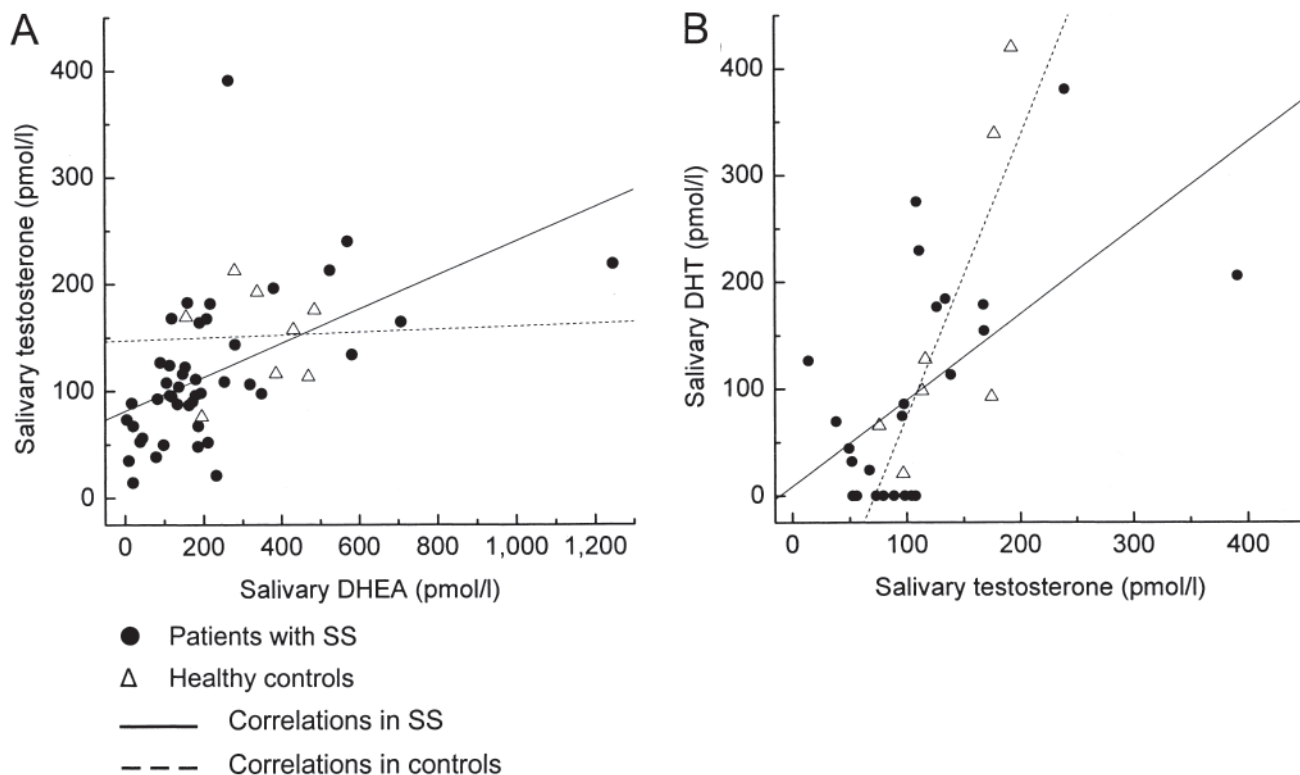 A
Salivary testosterone (pmol/l)
400
300
200
100
0
0 200 400 600 800 1,000 1,200
Salivary DHEA (pmol/l)
B
Salivary DHT (pmol/l)
400
300
200
100
0
0 100 200 300 400
Salivary testosterone (pmol/l)
Patients with SS
Healthy controls
Correlations in SS
Correlations in controls